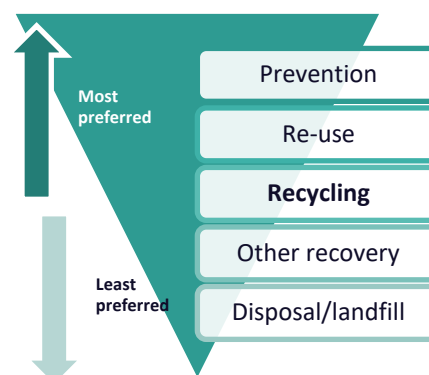 Most
preferred
Prevention
Re-use
Recycling
Other recovery
Least
preferred
Disposal/landfill